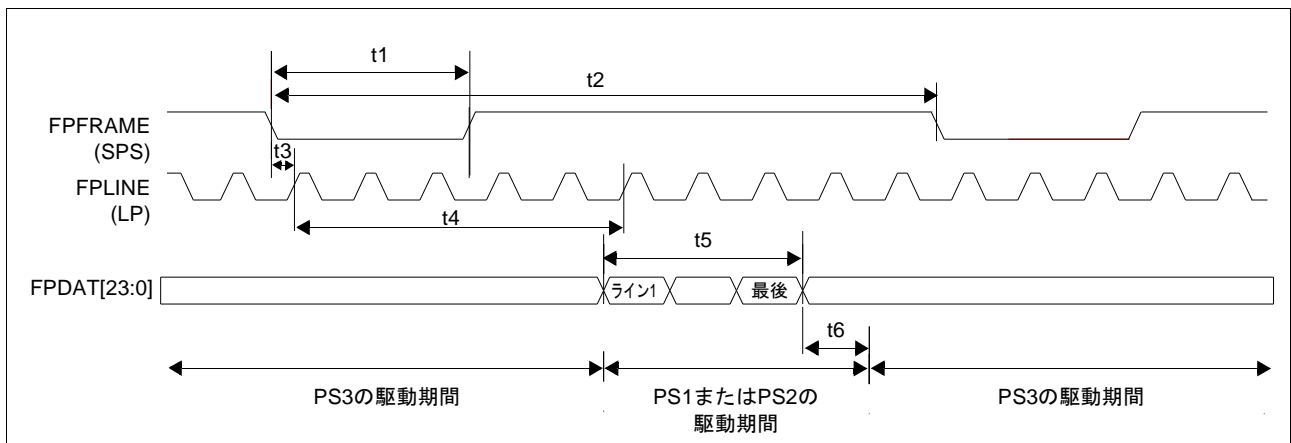 t1
t2
FPFRAME
(SPS)
t3
FPLINE
(LP)
t4
t5
FPDAT[23:0]
ライン1
最後
t6
PS3の駆動期間
PS1またはPS2の
駆動期間
PS3の駆動期間